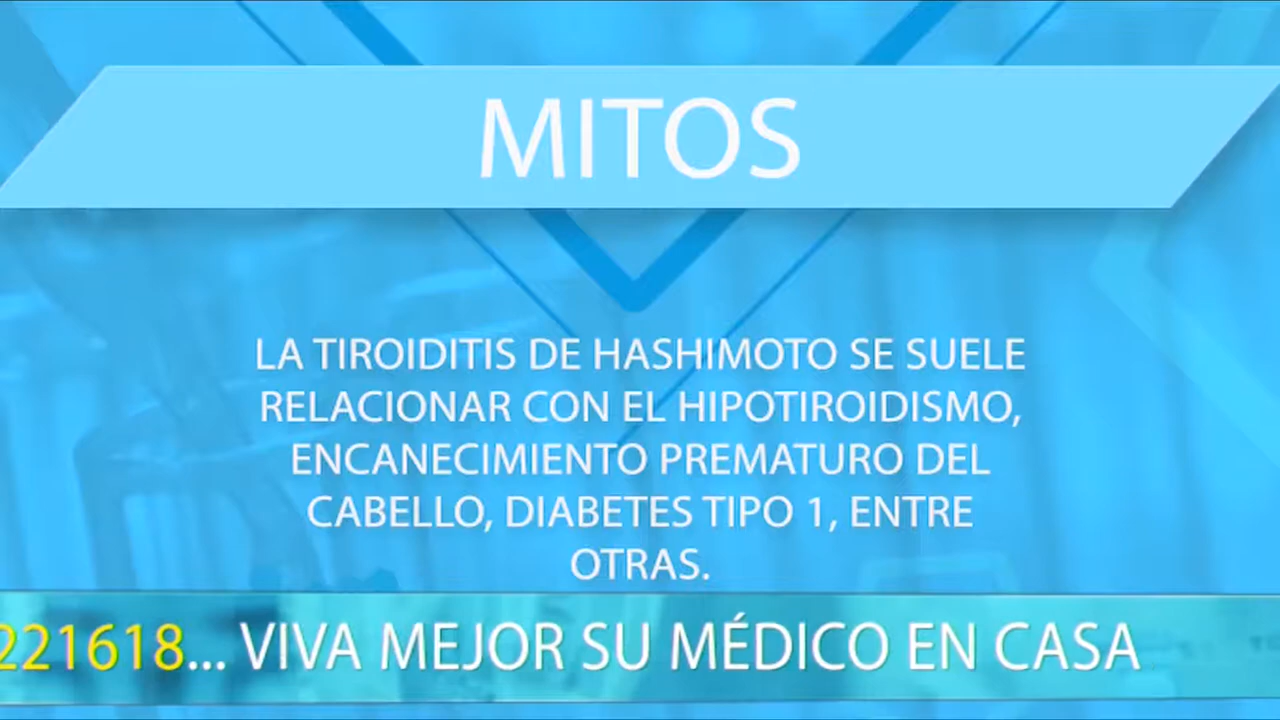 MITOS
LA TIROIDITIS DE HASHIMOTO SE SUELE
RELACIONAR CON EL HIPOTIROIDISMO,
ENCANECIMIENTO PREMATURO DEL
CABELLO, DIABETES TIPO 1, ENTRE
OTRAS.
221618... VIVA MEJOR SU MÉDICO EN CASA